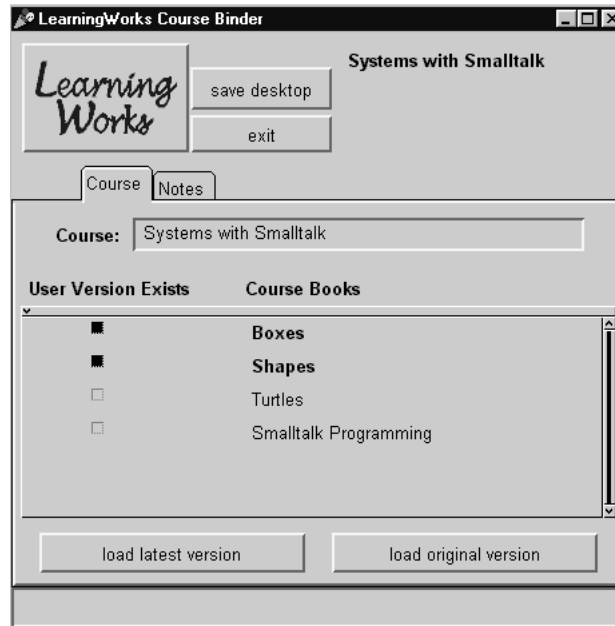 LearningWorks Course Binder
Learning
Works
save desktop
exit
Systems with Smalltalk
Course
Notes
Course: Systems with Smalltalk
User Version Exists Course Books
Boxes
Shapes
Turtles
Smalltalk Programming
load latest version load original version